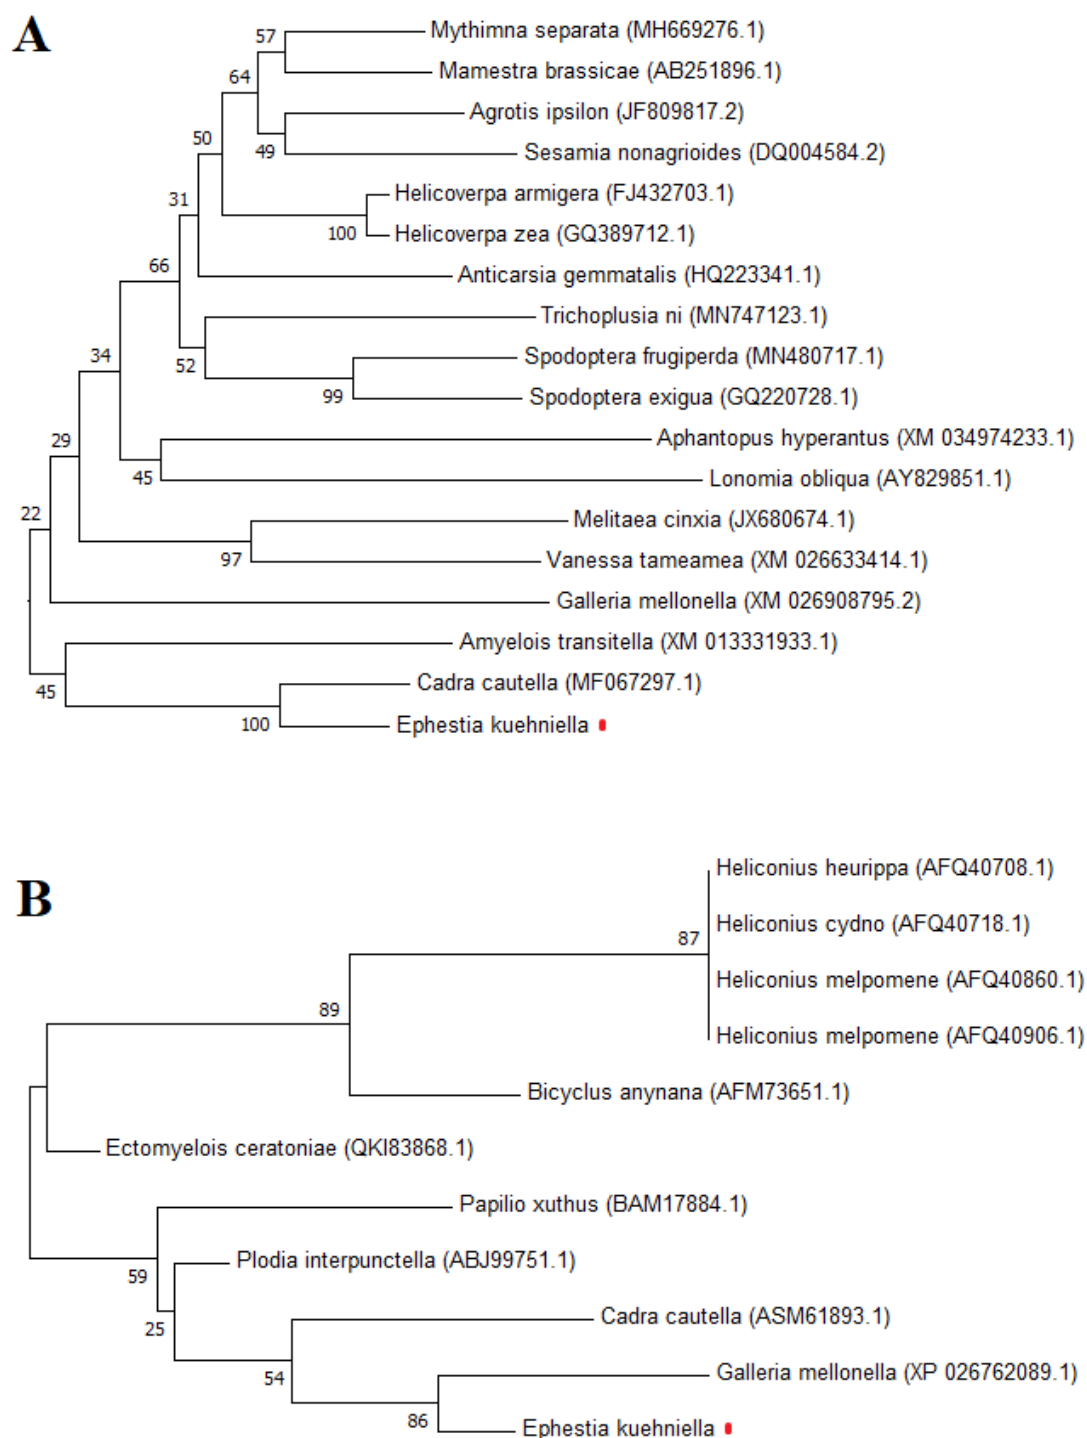 A
57
Mythimna separata (MH669276.1)
Mamestra brassicae (AB251896.1)
64
Agrotis ipsilon (JF809817.2)
50
49
Sesamia nonagrioides (DQ004584.2)
31
Helicoverpa armigera (FJ432703.1)
100
Helicoverpa zea (GQ389712.1)
66
Anticarsia gemmatalis (HQ223341.1)
Trichoplusia ni (MN747123.1)
34
52
Spodoptera frugiperda (MN480717.1)
99
Spodoptera exigua (GQ220728.1)
29
Aphantopus hyperantus (XM 034974233.1)
45
Lonomia obliqua (AY829851.1)
22
Melitaea cinxia (JX680674.1)
97
Vanessa tameamea (XM 026633414.1)
Galleria mellonella (XM 026908795.2)
Amyelois transitella (XM 013331933.1)
45
Cadra cautella (MF067297.1)
100
Ephestia kuehniella
B
Heliconius heurippa (AFQ40708.1)
87
Heliconius cydno (AFQ40718.1)
Heliconius melpomene (AFQ40860.1)
89
Heliconius melpomene (AFQ40906.1)
Bicyclus anynana (AFM73651.1)
Ectomyelois ceratoniae (QKI83868.1)
Papilio xuthus (BAM17884.1)
59
Plodia interpunctella (ABJ99751.1)
25
Cadra cautella (ASM61893.1)
54
Galleria mellonella (XP 026762089.1)
86
Ephestia kuehniella